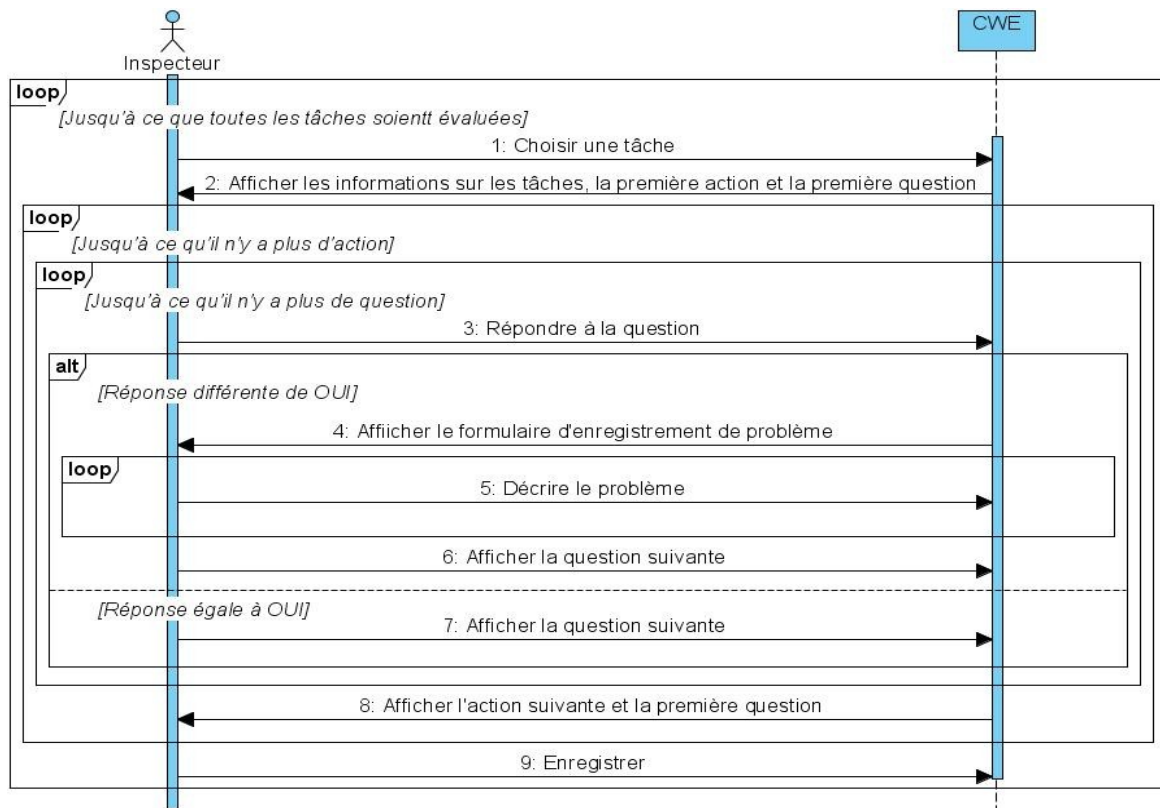 Inspecteur
CWE
loop
[Jusqu'à ce que toutes les tâches soientt évaluées]
1: Choisir une tâche
2: Afficher les informations sur les tâches, la première action et la première question
loop
[Jusqu'à ce qu'il n'y a plus d'action]
loop
[Jusqu'à ce qu'il n'y a plus de question]
3: Répondre à la question
alt
[Réponse différente de OUI]
4: Affiicher le formulaire d'enregistrement de problème
loop
5: Décrire le problème
6: Afficher la question suivante
[Réponse égale à OUI]
7: Afficher la question suivante
8: Afficher l'action suivante et la première question
9: Enregistrer